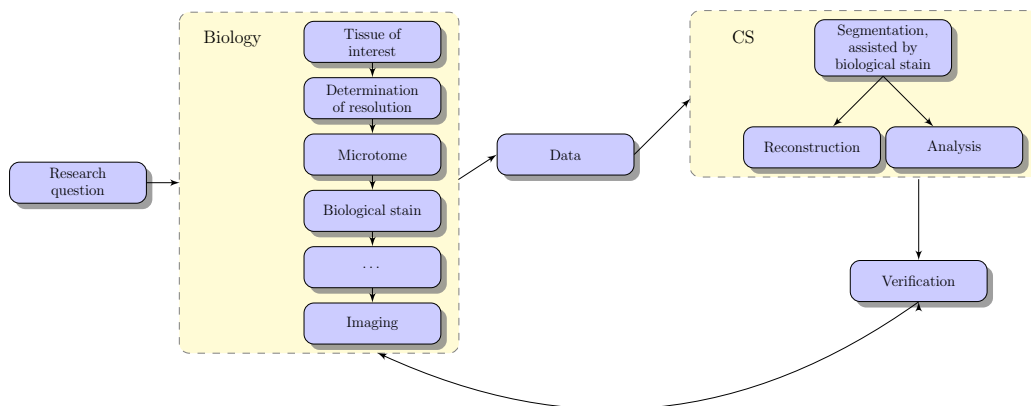 Research
question
Biology
Tissue of
interest
Determination
of resolution
Microtome
Biological stain
...
Imaging
Data
CS
Segmentation,
assisted by
biological stain
Reconstruction
Analysis
Verification